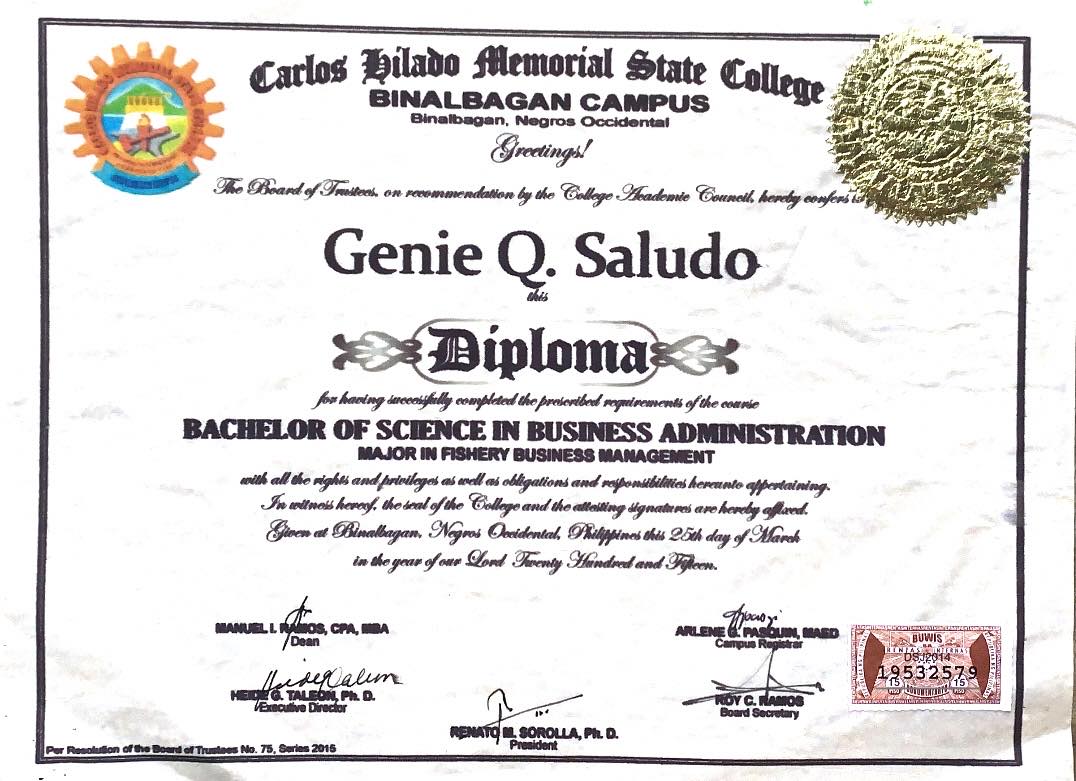 Carlos Hilado Memorial State College
BINALBAGAN CAMPUS
Binalbagan, Negros Occidental
Greetings!
The Board of Trustees, on recommendation by the College Academic Council, hereby confers
Genie Q. Saludo
this
Diploma
for having successfully completed the prescribed requirements of the course
BACHELOR OF SCIENCE IN BUSINESS ADMINISTRATION
MAJOR IN FISHERY BUSINESS MANAGEMENT
with all the rights and privileges as well as obligations and responsibilities hereunto appertaining.
In witness hereof, the seal of the College and the attesting signatures are hereby affixed.
Given at Binalbagan, Negros Occidental, Philippines this 25th day of March
in the year of our Lord Twenty Hundred and Fifteen.
MANUEL I. RAMOS, CPA, MBA
Dean
ARLENE G. PASQUIN, MAED
Campus Registrar
HEIDE G. TALEON, Ph. D.
Executive Director
ROY C. RAMOS
Board Secretary
RENATO M. SOROLLA, Ph. D.
President
BUWIS
RENTAS INTERNAS
DSJ2014
19532579
15 15
PISO PISO
Per Resolution of the Board of Trustees No. 75, Series 2015